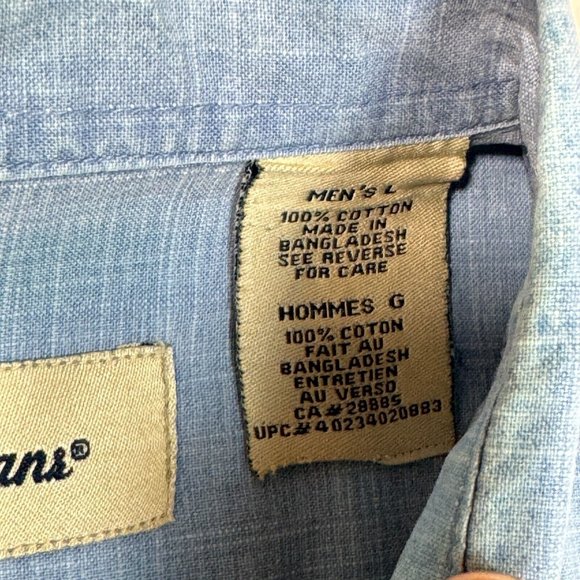 MEN'S L
100% COTTON
MADE IN
BANGLADESH
SEE REVERSE
FOR CARE
HOMMES G
100% COTON
FAIT AU
BANGLADESH
ENTRETIEN
AU VERSO
CA# 28885
UPC# 40234020883
ans®